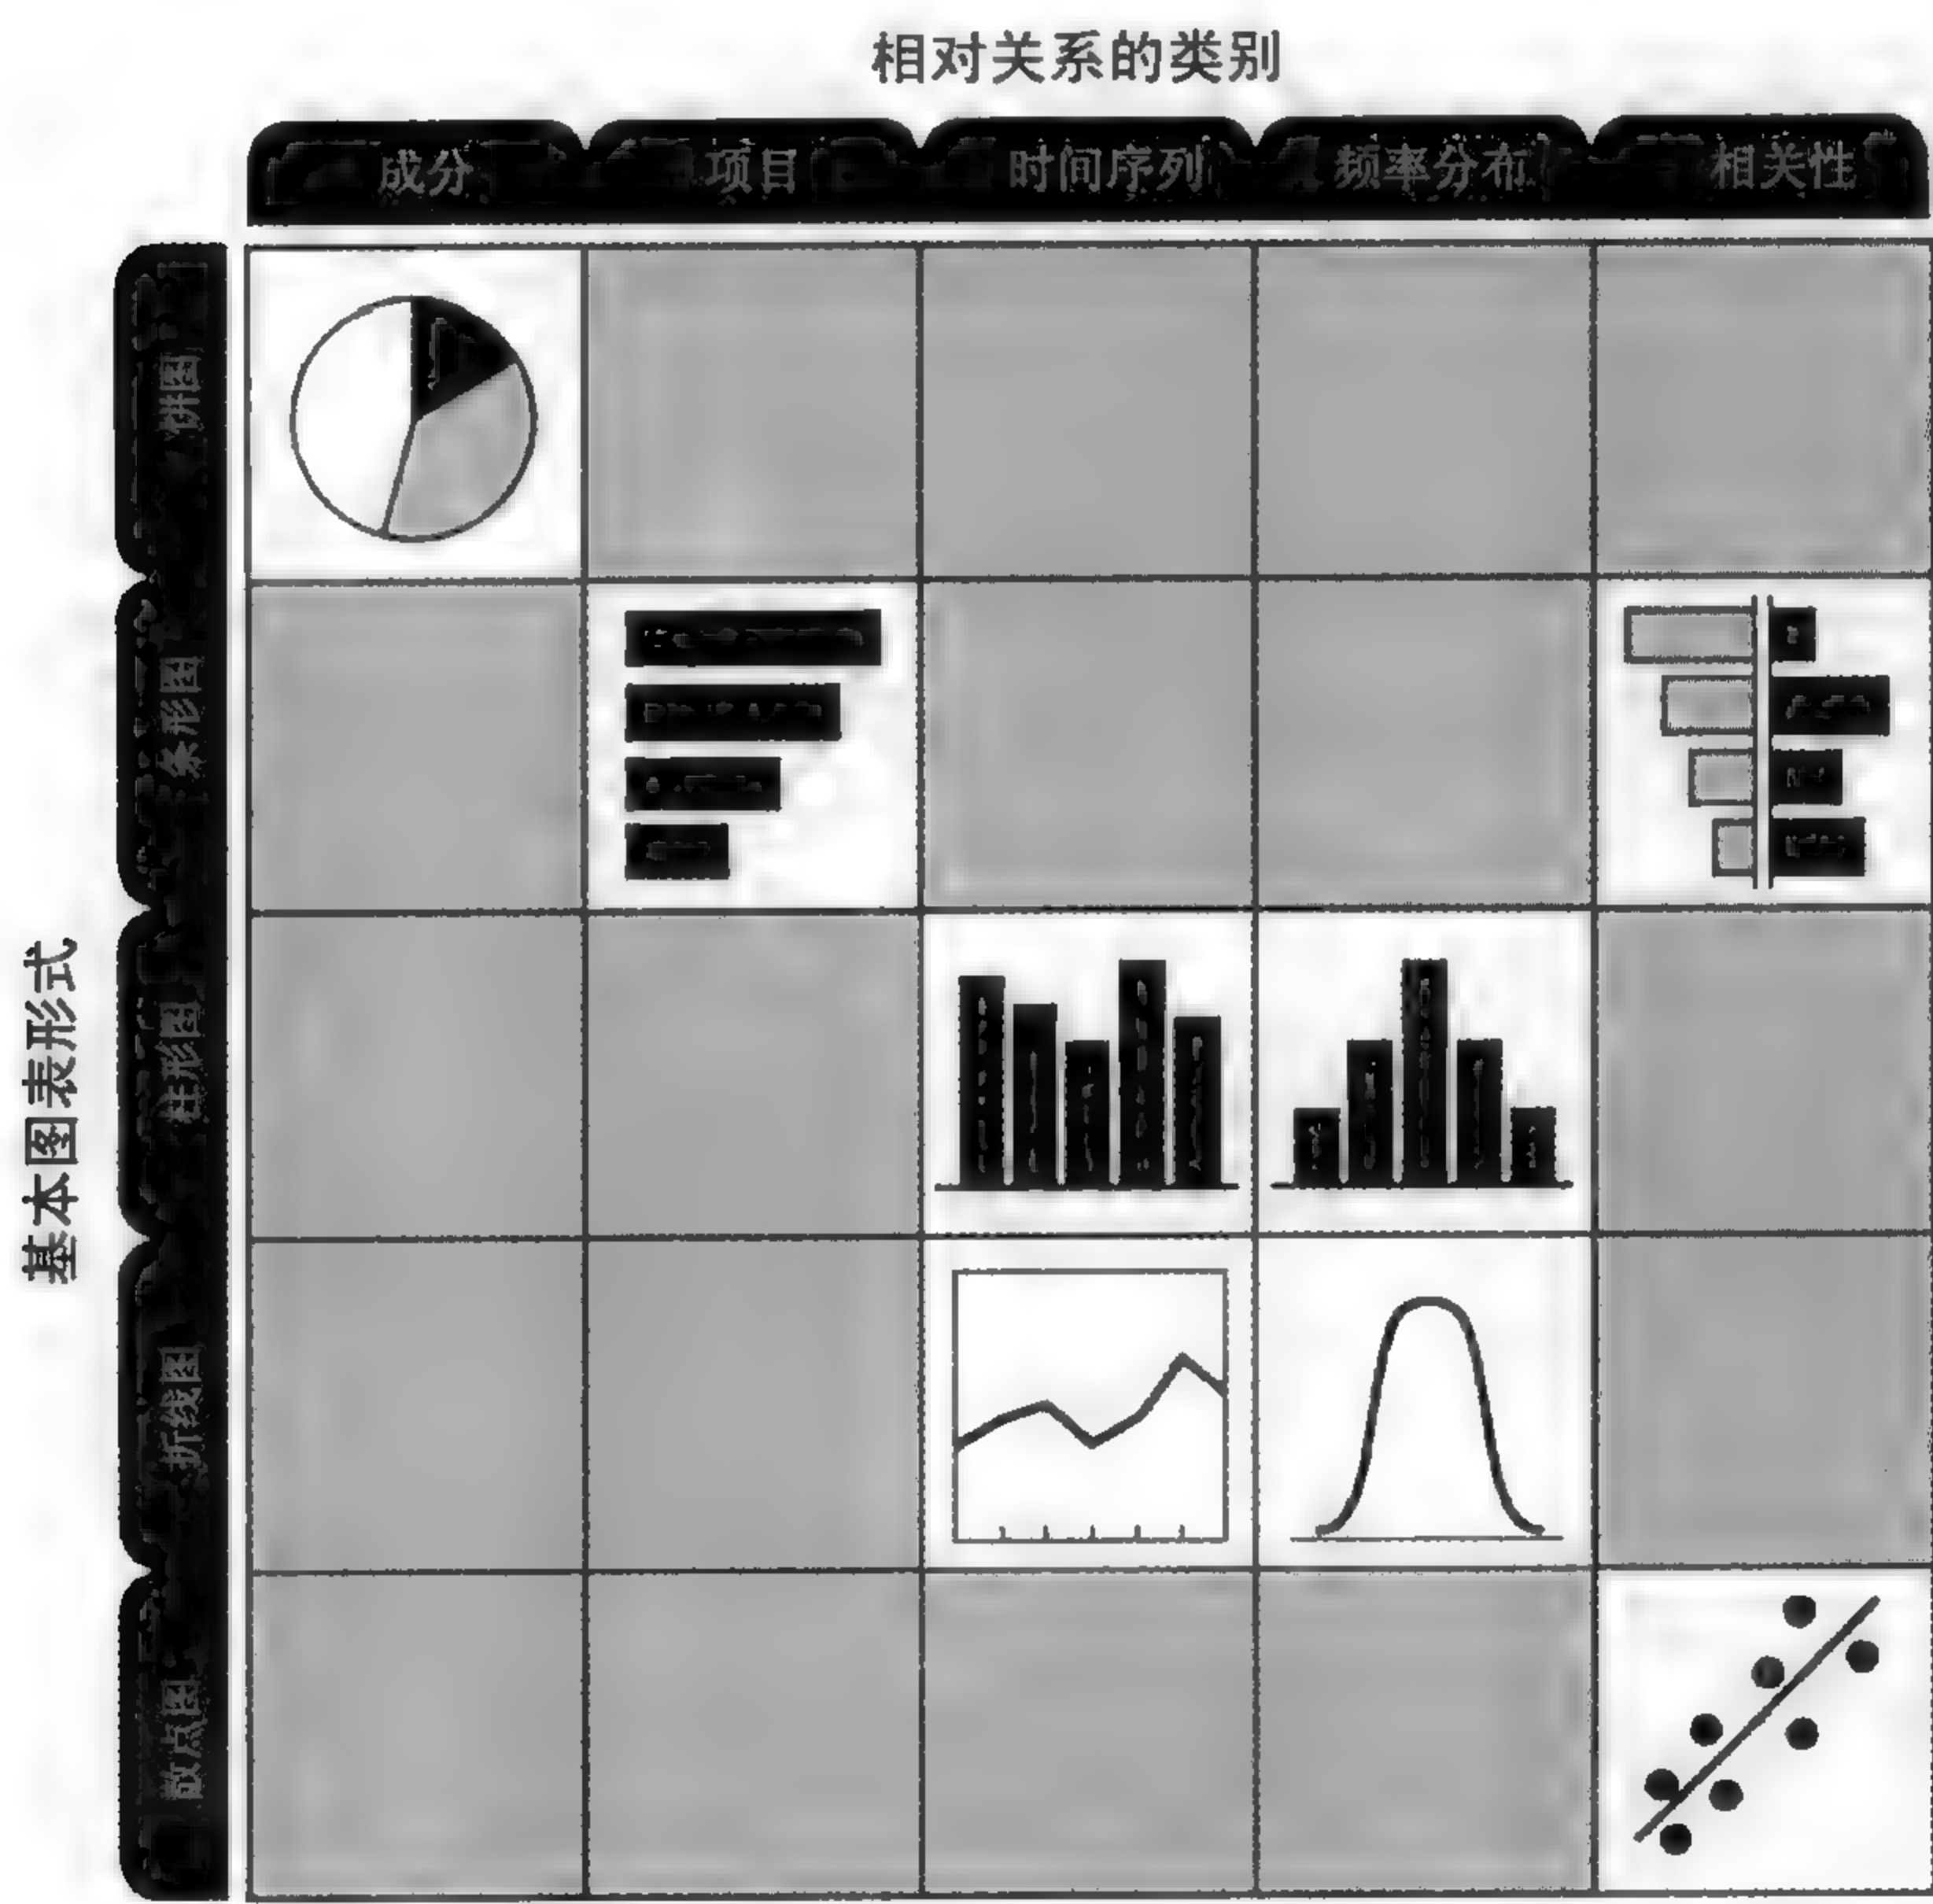 相对关系的类别
成分
项目
时间序列
频率分布
相关性
基本图表形式
饼图
条形图
柱形图
折线图
散点图